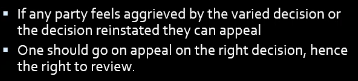 ▪ If any party feels aggrieved by the varied decision or
the decision reinstated they can appeal
▪ One should go on appeal on the right decision, hence
the right to review.